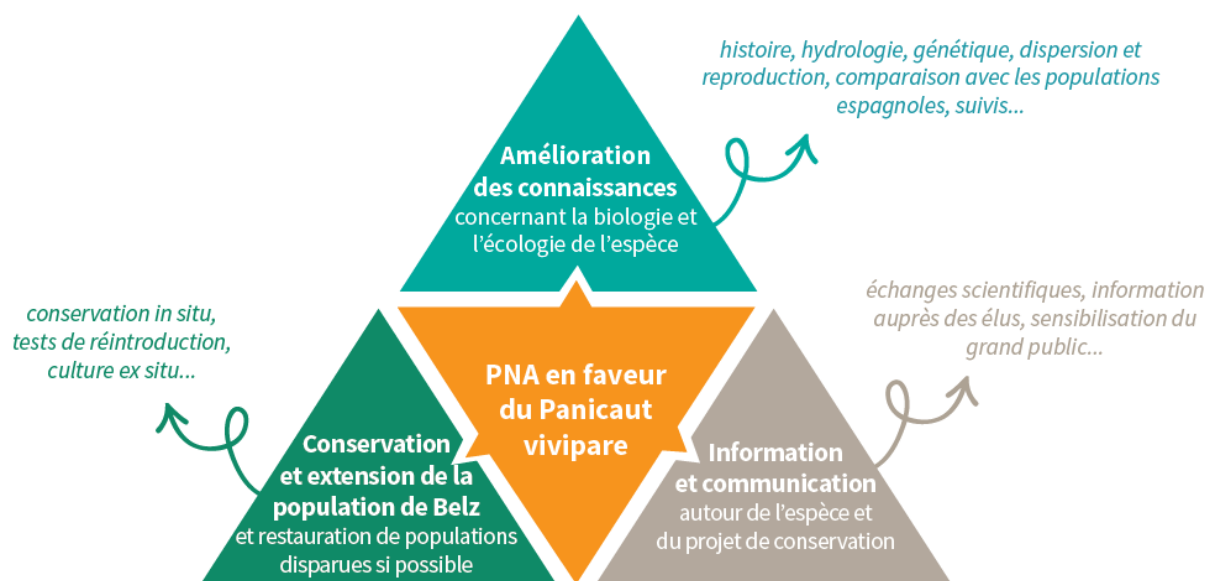 histoire, hydrologie, génétique, dispersion et
reproduction, comparaison avec les populations
espagnoles, suivis...
Amélioration
des connaissances
concernant la biologie et
l’écologie de l’espèce
conservation in situ,
tests de réintroduction,
culture ex situ...
échanges scientifiques, information
auprès des élus, sensibilisation du
grand public...
PNA en faveur
du Panicaut
vivipare
Conservation
et extension de la
population de Belz
et restauration de populations
disparues si possible
Information
et communication
autour de l’espèce et
du projet de conservation